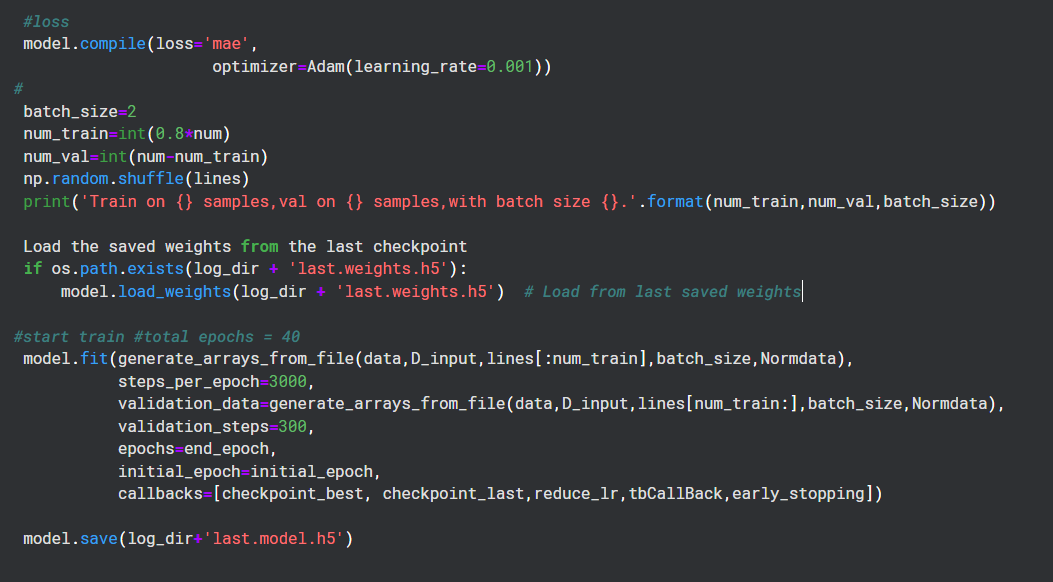 #loss
model.compile(loss='mae',
optimizer=Adam(learning_rate=0.001))
#
batch_size=2
num_train=int(0.8*num)
num_val=int(num-num_train)
np.random.shuffle(lines)
print('Train on {} samples,val on {} samples,with batch size {}.'.format(num_train,num_val,batch_size))
Load the saved weights from the last checkpoint
if os.path.exists(log_dir + 'last.weights.h5'):
model.load_weights(log_dir + 'last.weights.h5')  # Load from last saved weights
#start train #total epochs = 40
model.fit(generate_arrays_from_file(data,D_input,lines[:num_train],batch_size,Normdata),
steps_per_epoch=3000,
validation_data=generate_arrays_from_file(data,D_input,lines[num_train:],batch_size,Normdata),
validation_steps=300,
epochs=end_epoch,
initial_epoch=initial_epoch,
callbacks=[checkpoint_best, checkpoint_last,reduce_lr,tbCallBack,early_stopping])
model.save(log_dir+'last.model.h5')